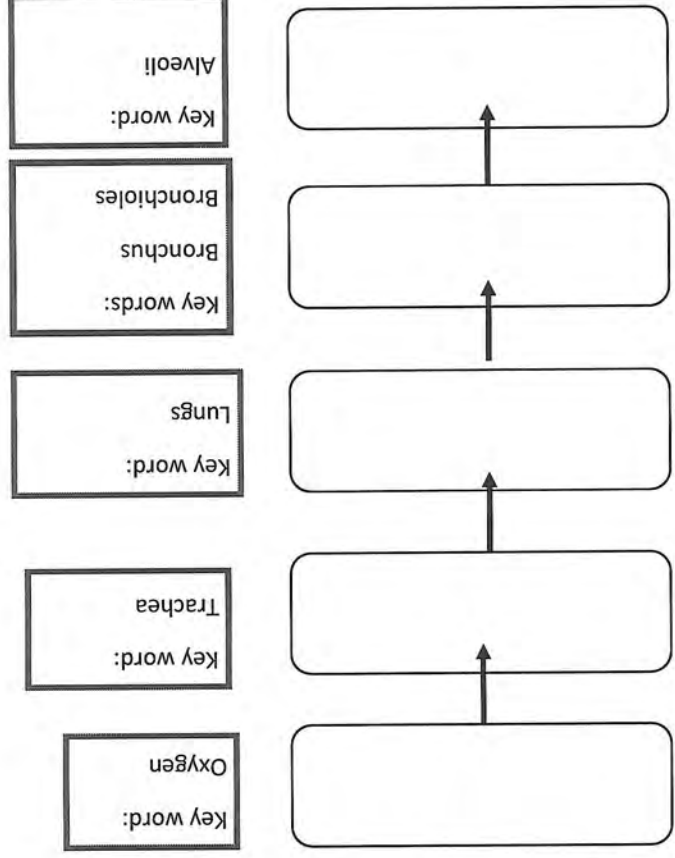 Key word:
Oxygen
Key word:
Trachea
Key word:
Lungs
Key words:
Bronchus
Bronchioles
Key word:
Alveoli